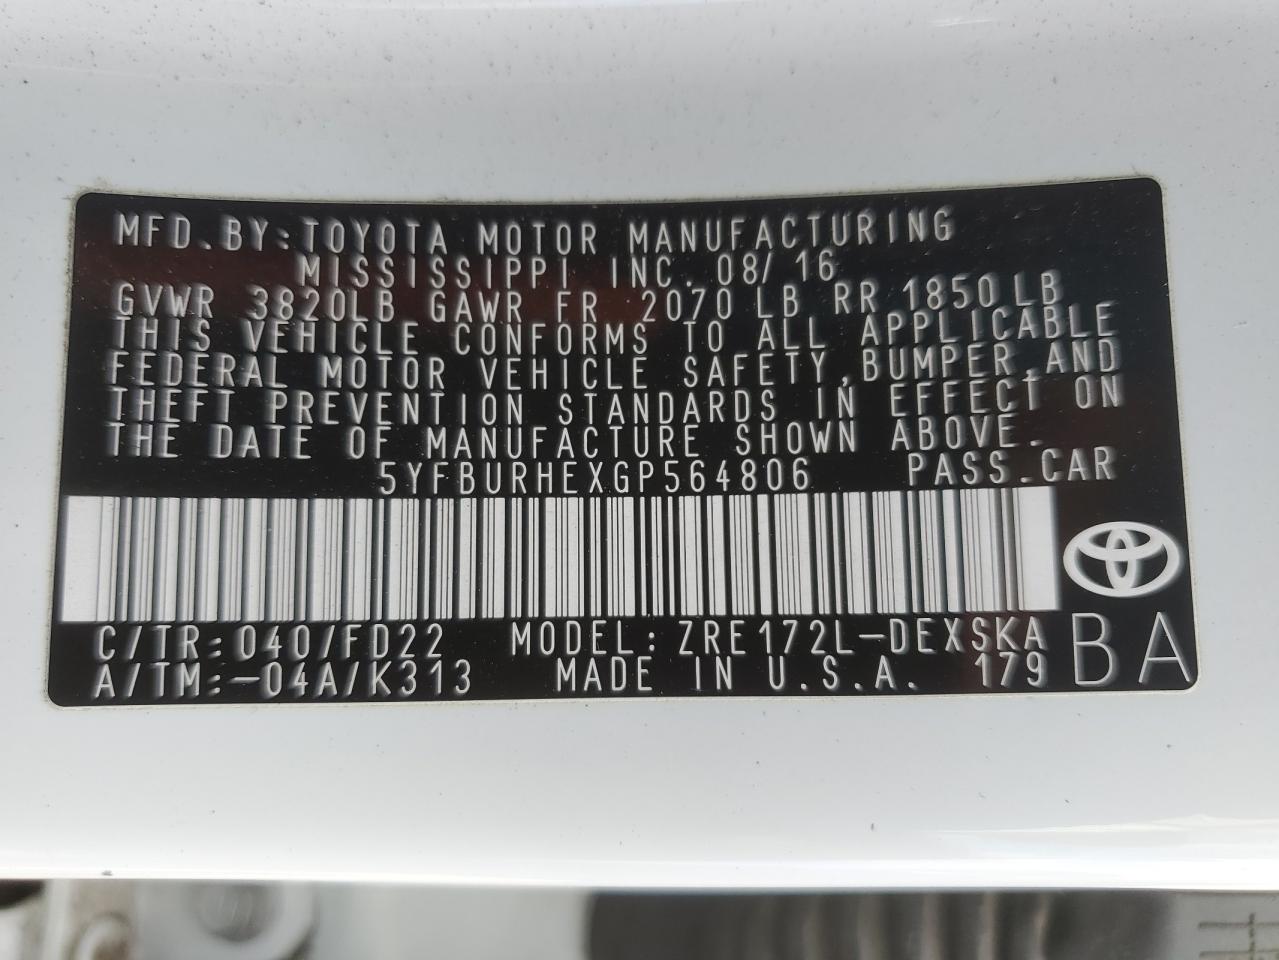 MFD. BY: TOYOTA MOTOR MANUFACTURING
MISSISSIPPI INC. 08/16
GVWR 3820LB GAWR FR 2070 LB RR 1850LB
THIS VEHICLE CONFORMS TO ALL APPLICABLE
FEDERAL MOTOR VEHICLE SAFETY,BUMPER,AND
THEFT PREVENTION STANDARDS IN EFFECT ON
THE DATE OF MANUFACTURE SHOWN ABOVE.
5YFBURHEXGP564806 PASS.CAR
C/TR:040/FD22 MODEL:ZRE172L-DEXSKA BA
A/TM:-04A/K313 MADE IN U.S.A. 179